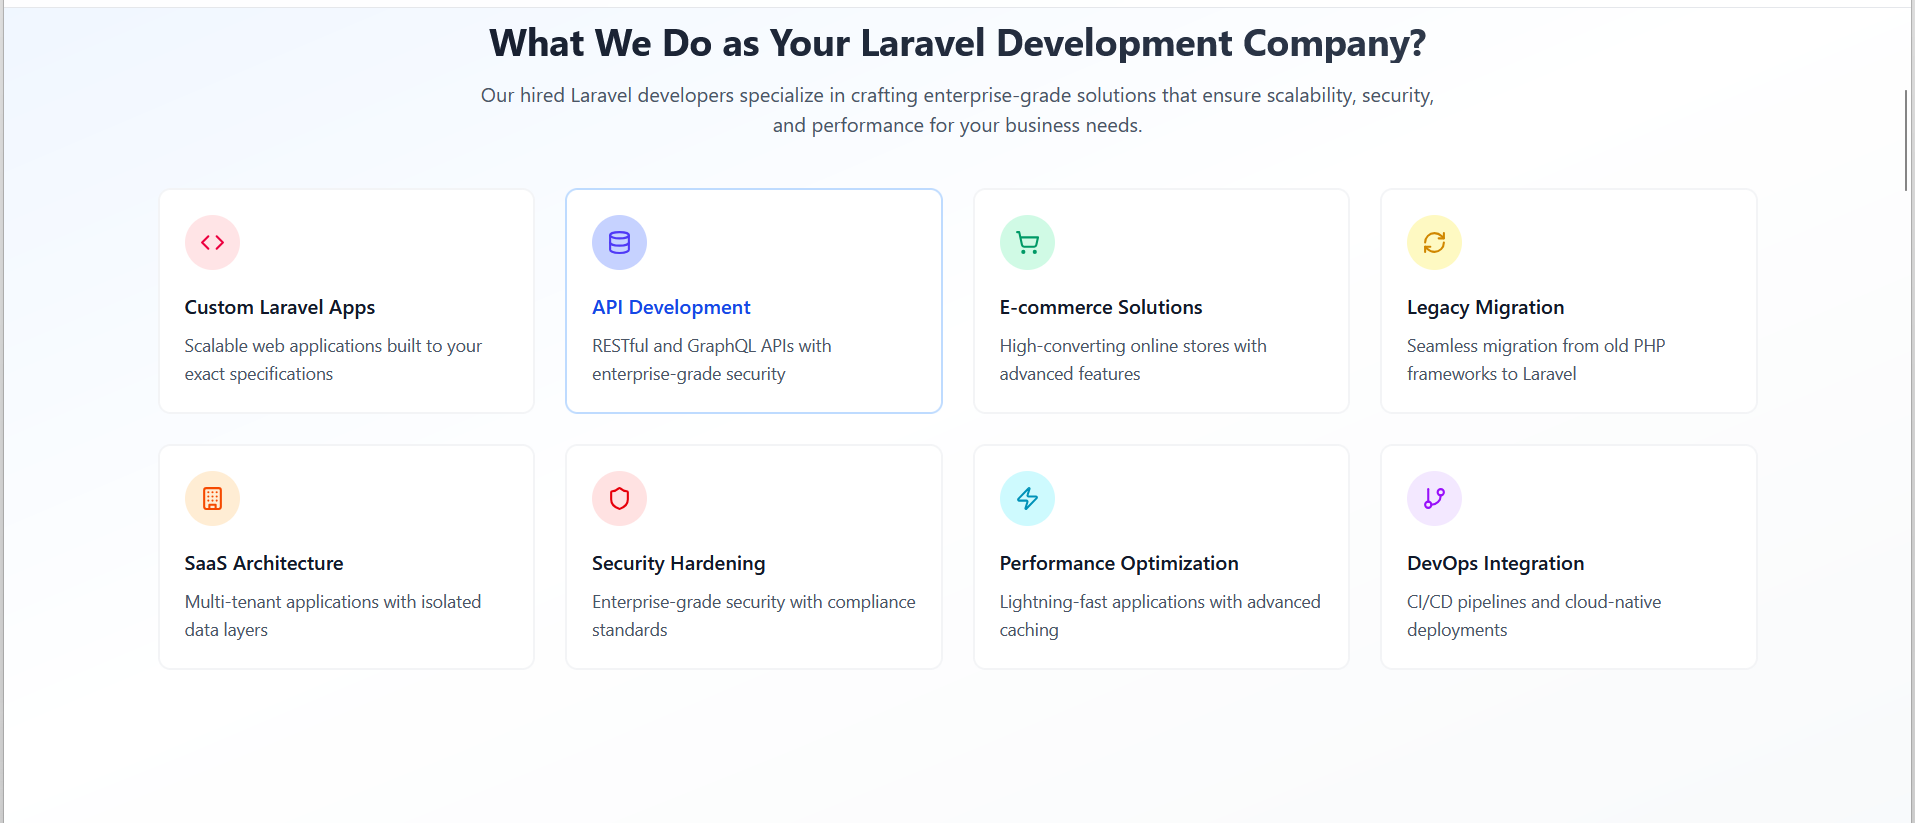 What We Do as Your Laravel Development Company?
Our hired Laravel developers specialize in crafting enterprise-grade solutions that ensure scalability, security,
and performance for your business needs.
Custom Laravel Apps
Scalable web applications built to your
exact specifications
API Development
RESTful and GraphQL APIs with
enterprise-grade security
E-commerce Solutions
High-converting online stores with
advanced features
Legacy Migration
Seamless migration from old PHP
frameworks to Laravel
SaaS Architecture
Multi-tenant applications with isolated
data layers
Security Hardening
Enterprise-grade security with compliance
standards
Performance Optimization
Lightning-fast applications with advanced
caching
DevOps Integration
CI/CD pipelines and cloud-native
deployments